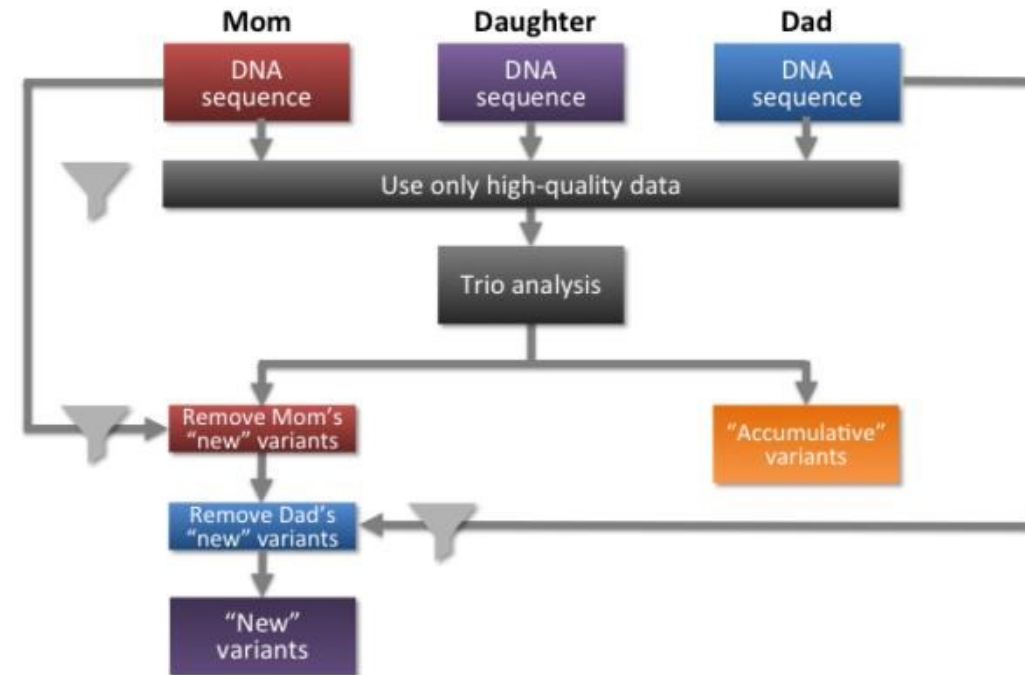 Mom
Daughter
Dad
DNA
sequence
DNA
sequence
DNA
sequence
Use only high-quality data
Trio analysis
Remove Mom's
"new" variants
"Accumulative"
variants
Remove Dad's
"new" variants
"New"
variants